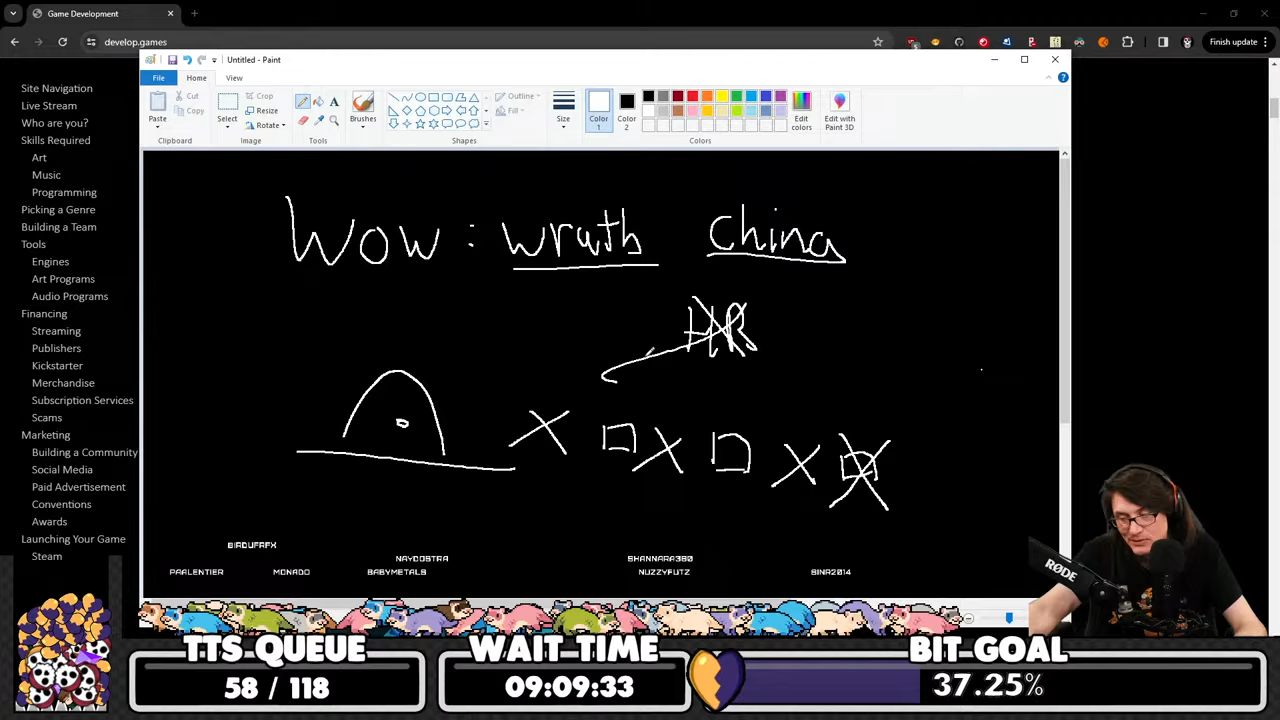 Game Development
develop.games
Finish update
Untitled - Paint
File Home View
Paste
Cut
Copy
Clipboard
Select
Crop
Resize
Rotate
Image
Tools
Brushes
Shapes
Outline
Fill
Size
Color 1
Color 2
Colors
Edit colors
Edit with Paint 3D
Site Navigation
Live Stream
Who are you?
Skills Required
Art
Music
Programming
Picking a Genre
Building a Team
Tools
Engines
Art Programs
Audio Programs
Financing
Streaming
Publishers
Kickstarter
Merchandise
Subscription Services
Scams
Marketing
Building a Community
Social Media
Paid Advertisement
Conventions
Awards
Launching Your Game
Steam
WOW : wrath china
BIRDUFRFX
NAYCOSTRA
SHANNARA380
PARLENTIER MONADO BABYMETALS NUZZYFUTZ BINR2014
RØDE
TTS QUEUE
58 / 118
WAIT TIME
09:09:33
BIT GOAL
37.25%